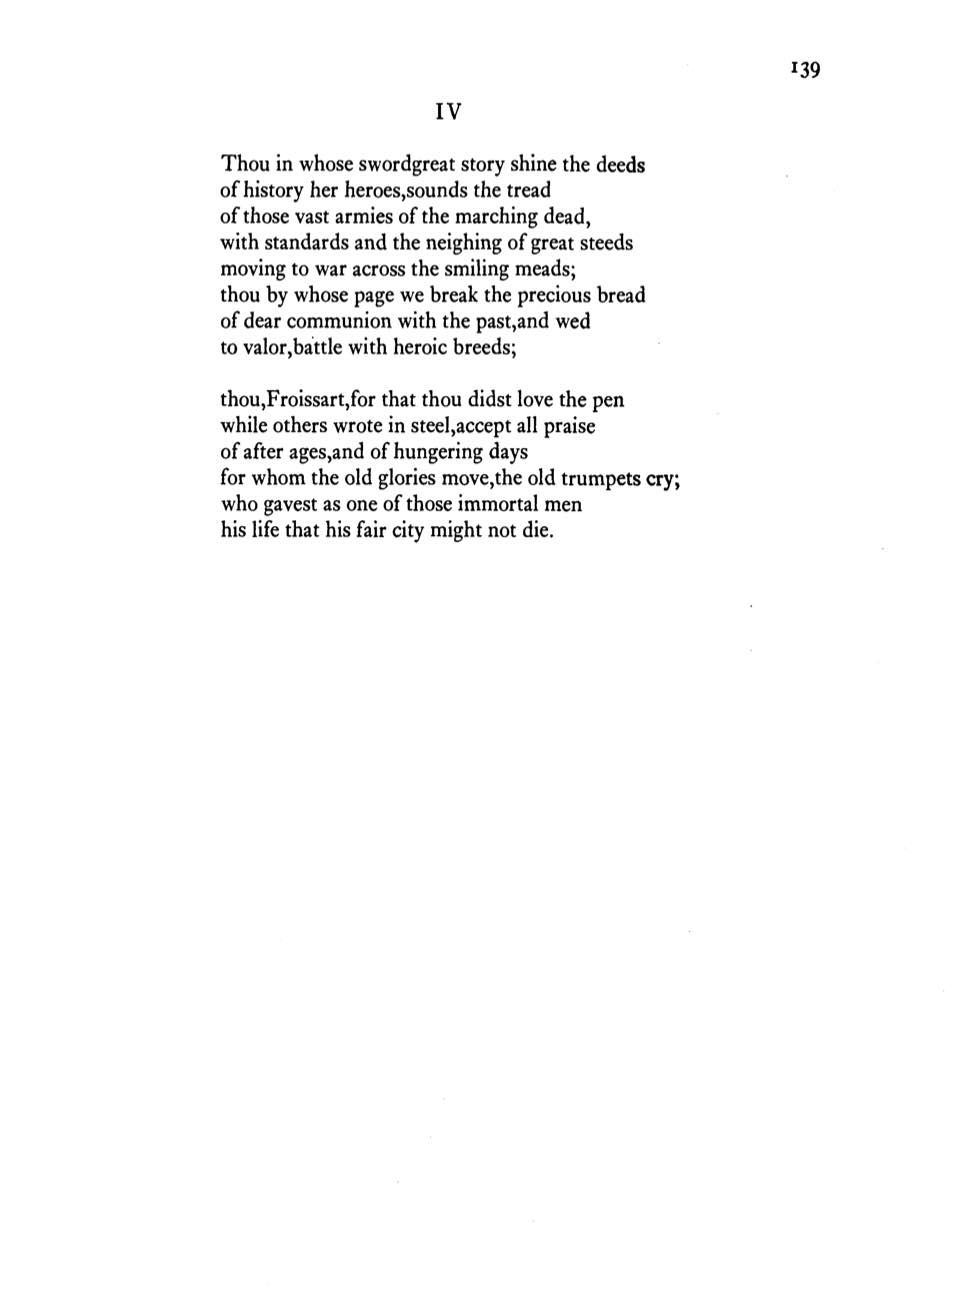 139
IV
Thou in whose swordgreat story shine the deeds
of history her heroes,sounds the tread
of those vast armies of the marching dead,
with standards and the neighing of great steeds
moving to war across the smiling meads;
thou by whose page we break the precious bread
of dear communion with the past,and wed
to valor,battle with heroic breeds;
thou,Froissart,for that thou didst love the pen
while others wrote in steel,accept all praise
of after ages,and of hungering days
for whom the old glories move,the old trumpets cry;
who gavest as one of those immortal men
his life that his fair city might not die.